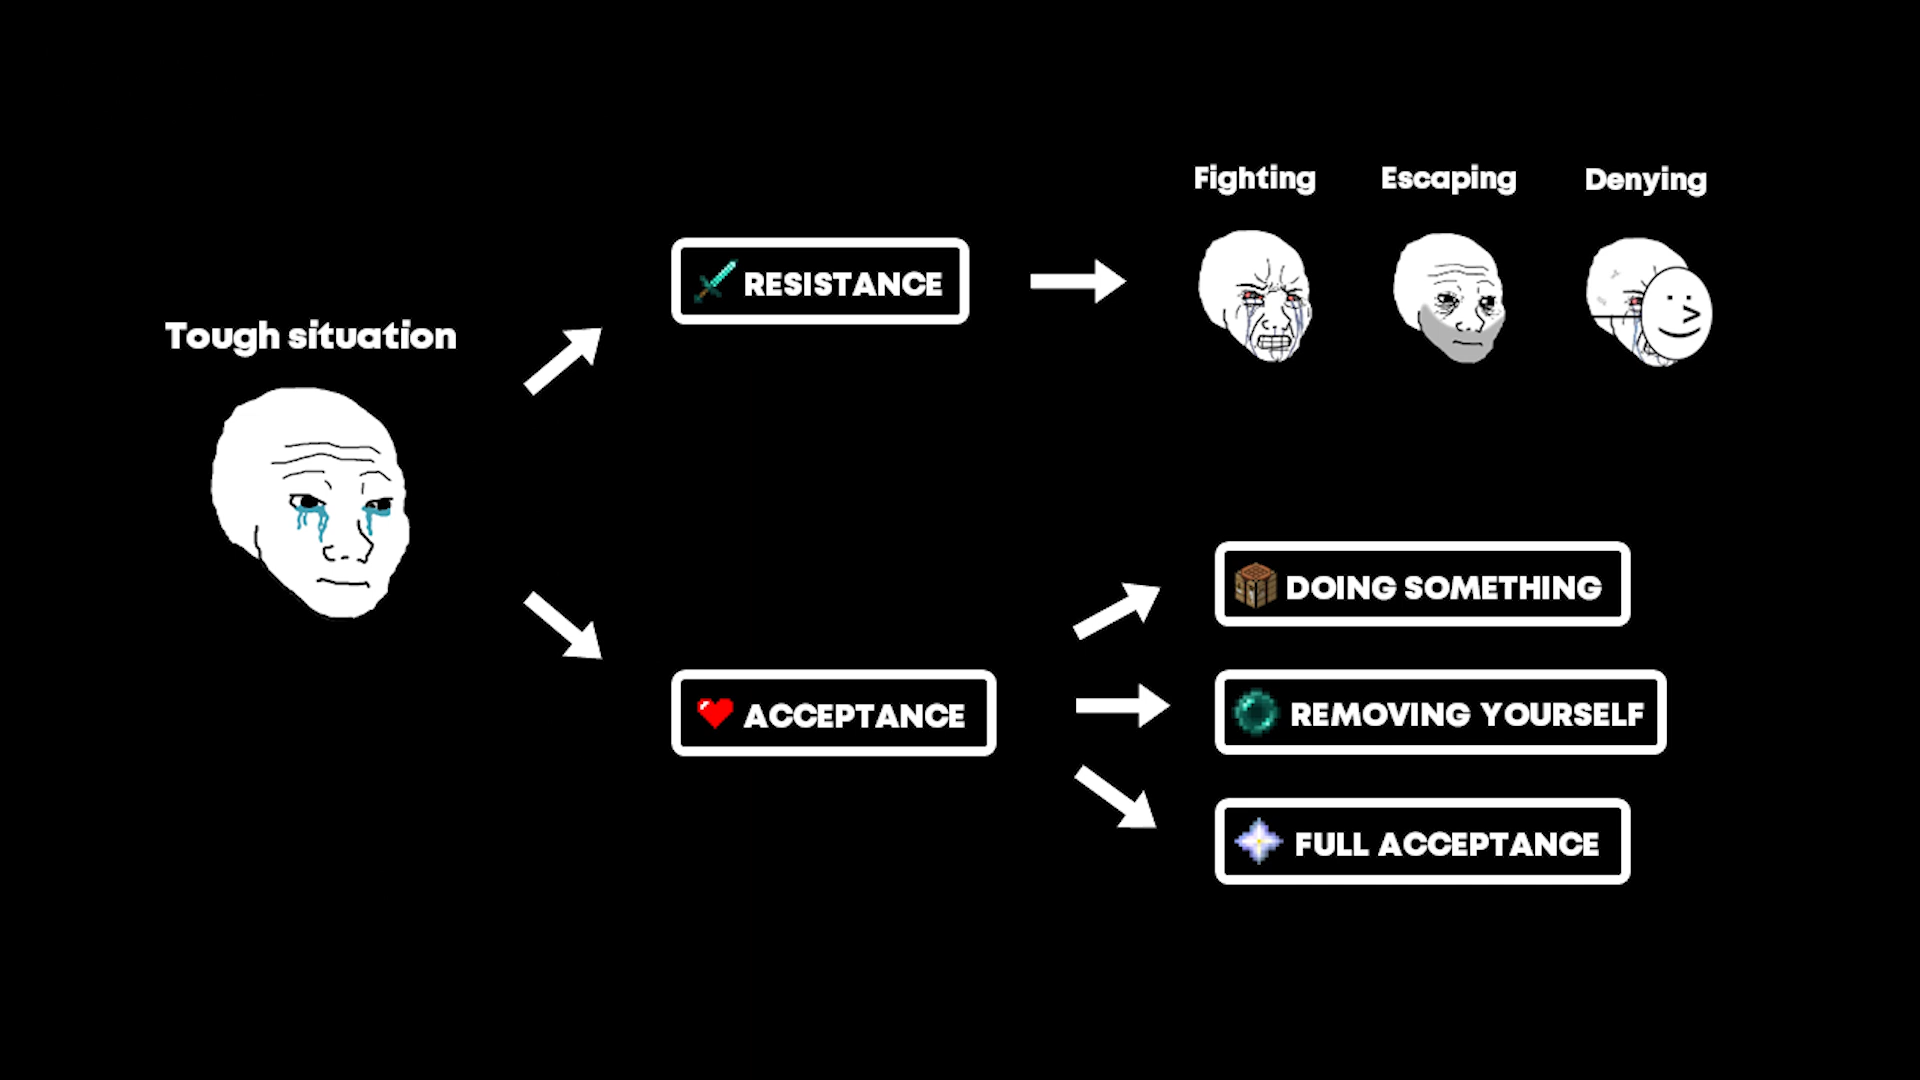 Tough situation
RESISTANCE
Fighting
Escaping
Denying
ACCEPTANCE
DOING SOMETHING
REMOVING YOURSELF
FULL ACCEPTANCE